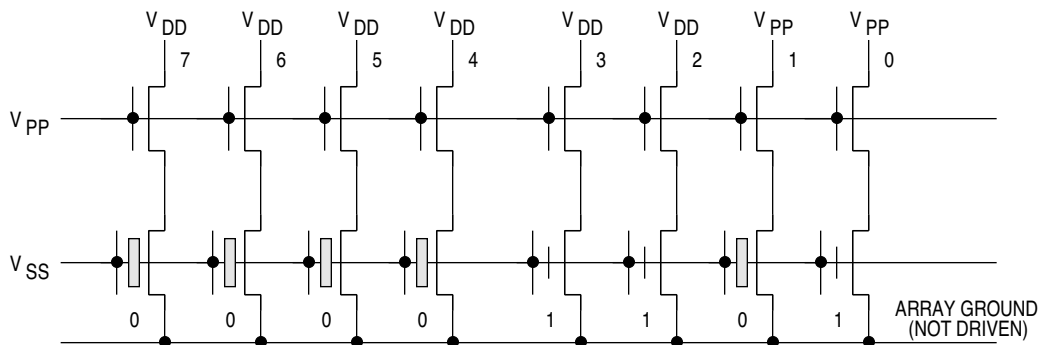 V DD V DD V DD V DD V DD V DD V PP V PP
7 6 5 4 3 2 1 0
V PP
V SS
0 0 0 0 1 1 0 1
ARRAY GROUND
(NOT DRIVEN)